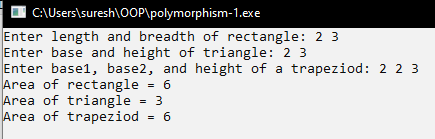 C:\Users\suresh\OOP\polymorphism-1.exe
Enter length and breadth of rectangle: 2 3
Enter base and height of triangle: 2 3
Enter base1, base2, and height of a trapeziod: 2 2 3
Area of rectangle = 6
Area of triangle = 3
Area of trapeziod = 6